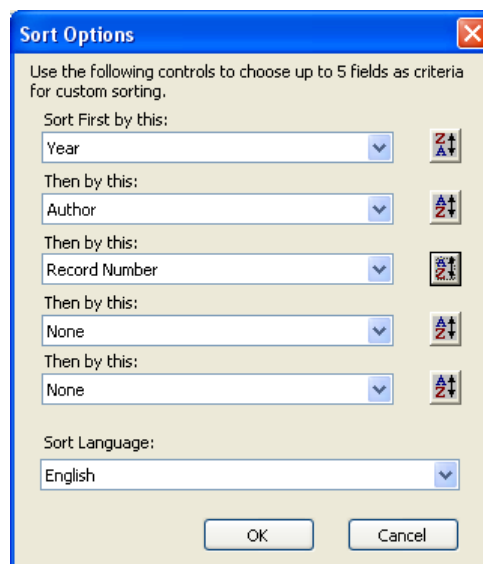 Sort Options
Use the following controls to choose up to 5 fields as criteria
for custom sorting.
Sort First by this:
Year
Z
A
Then by this:
Author
A
Z
Then by this:
Record Number
A
Z
Then by this:
None
A
Z
Then by this:
None
A
Z
Sort Language:
English
OK
Cancel